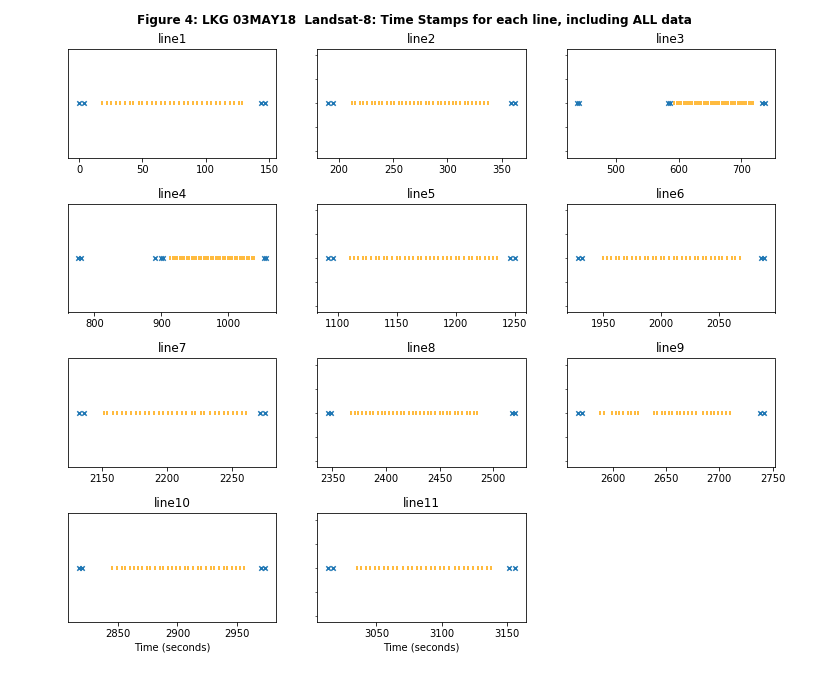 Figure 4: LKG 03MAY18  Landsat-8: Time Stamps for each line, including ALL data
line1
line2
line3
0 50 100 150
200 250 300 350
500 600 700
line4
line5
line6
800 900 1000
1100 1150 1200 1250
1950 2000 2050
line7
line8
line9
2150 2200 2250
2350 2400 2450 2500
2600 2650 2700 2750
line10
line11
2850 2900 2950
3050 3100 3150
Time (seconds)
Time (seconds)